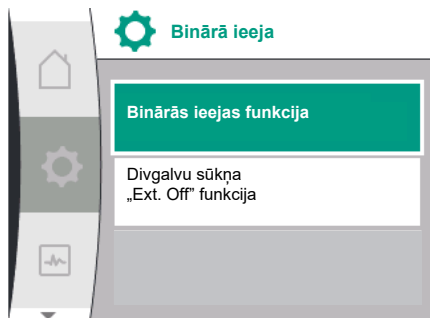 Binārā ieeja
Binārās ieejas funkcija
Divgalvu sūkņa
„Ext. Off” funkcija